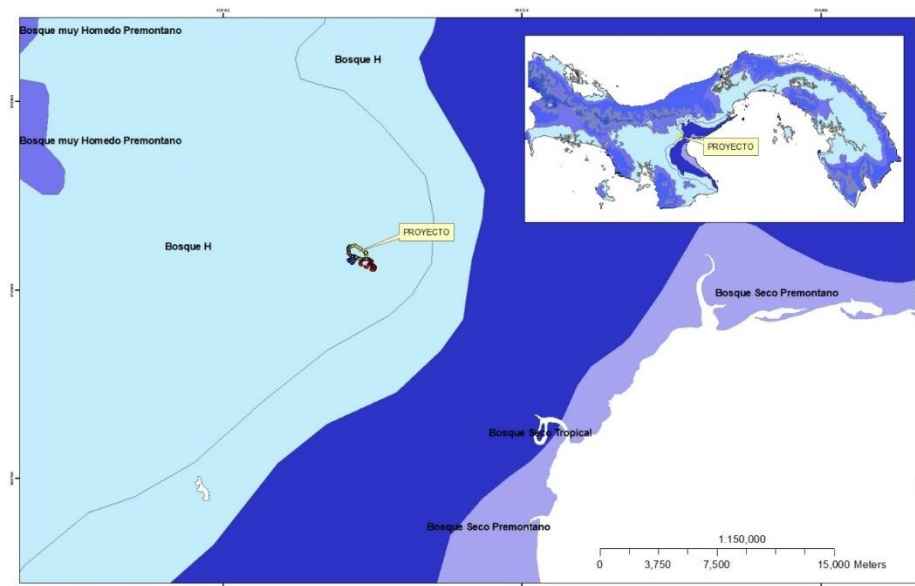 Bosque muy Homedo Premontano
Bosque H
PROYECTO
Bosque muy Homedo Premontano
PROYECTO
Bosque H
Bosque Seco Premontano
Bosque Seco Tropical
Bosque Seco Premontano
1:150,000
0 3,750 7,500 15,000 Meters